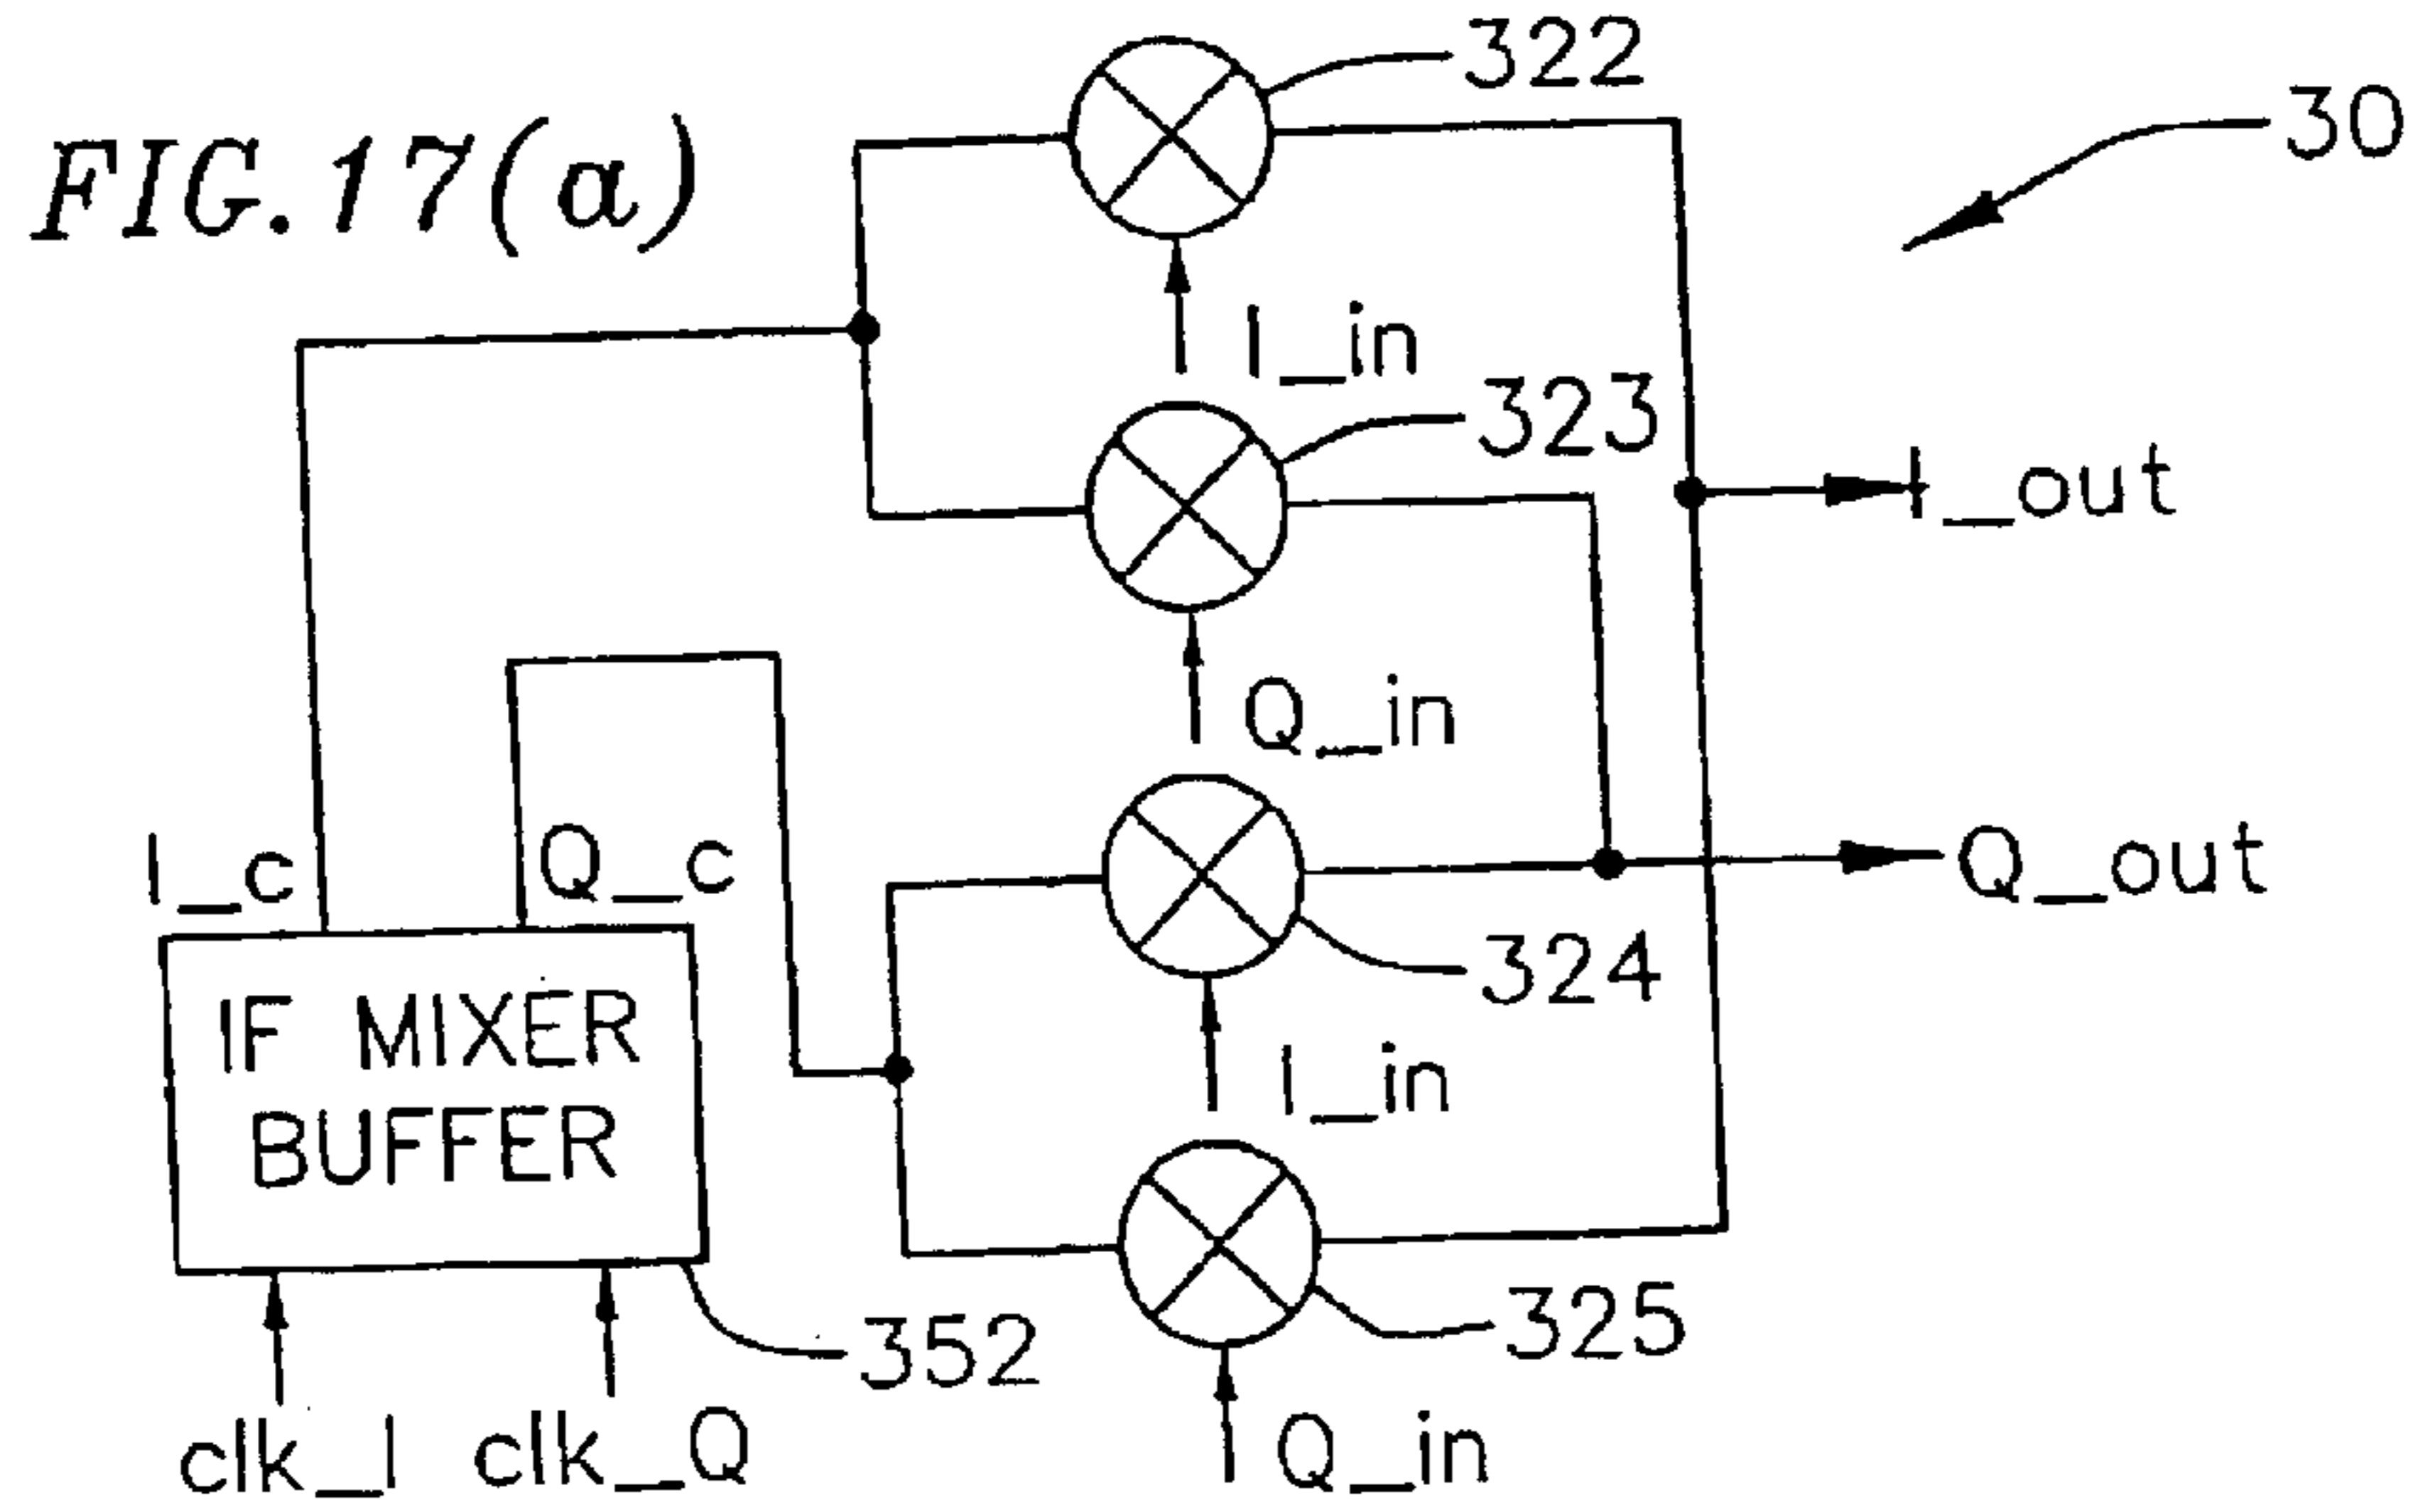 FIG. 17(a)
322
30
I_in
323
I_out
Q_in
I_c
Q_c
Q_out
IF MIXER
BUFFER
324
I_in
352
325
clk_I
clk_Q
Q_in